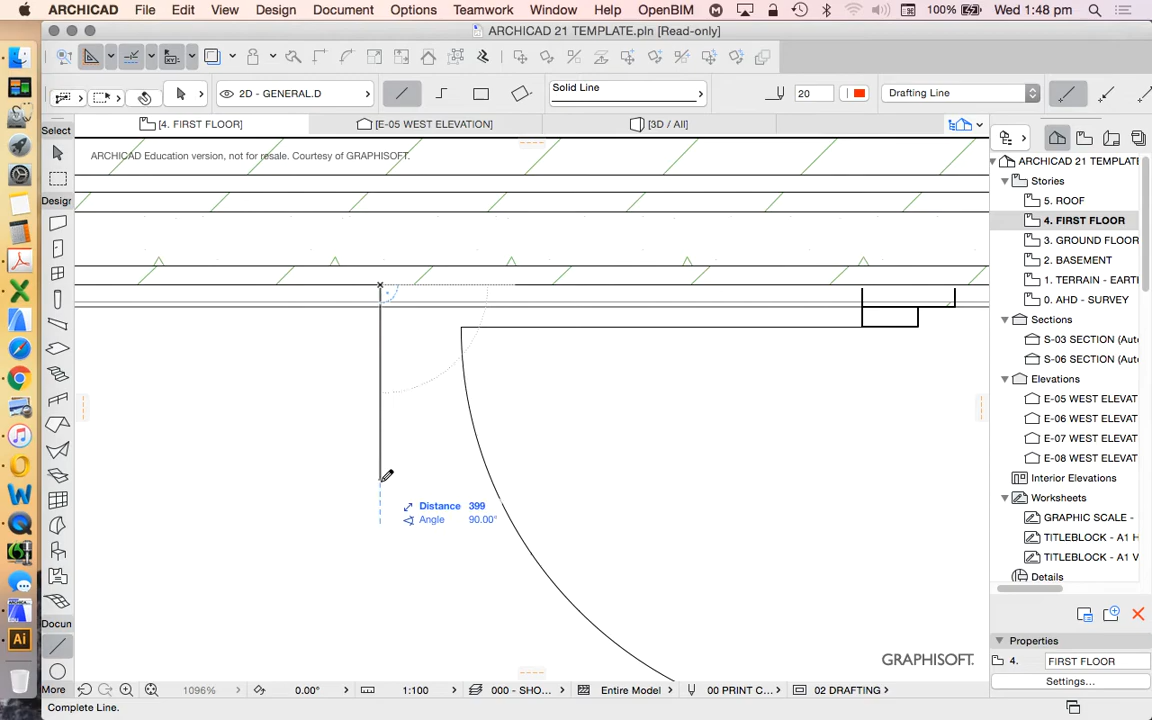 ARCHICAD File Edit View Design Document Options Teamwork Window Help OpenBIM 100% Wed 1:48 pm
ARCHICAD 21 TEMPLATE.pln [Read-only]
2D - GENERAL.D
Solid Line
20
Drafting Line
Select
[4. FIRST FLOOR]
[E-05 WEST ELEVATION]
[3D / All]
ARCHICAD Education version, not for resale. Courtesy of GRAPHISOFT.
ARCHICAD 21 TEMPLATE
Stories
5. ROOF
4. FIRST FLOOR
3. GROUND FLOOR
2. BASEMENT
1. TERRAIN - EART
0. AHD - SURVEY
Sections
S-03 SECTION (Aut
S-06 SECTION (Aut
Elevations
E-05 WEST ELEVAT
E-06 WEST ELEVAT
E-07 WEST ELEVAT
E-08 WEST ELEVAT
Interior Elevations
Worksheets
GRAPHIC SCALE -
TITLEBLOCK - A1 H
TITLEBLOCK - A1 V
Details
Desigr
Distance 399
Angle 90.00°
Docun
More
GRAPHISOFT.
Properties
4. FIRST FLOOR
Settings...
1096%
0.00°
1:100
000 - SHO...
Entire Model
00 PRINT C...
02 DRAFTING
Complete Line.